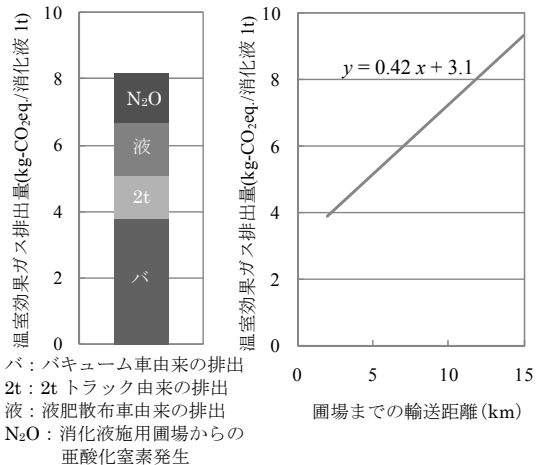 温室効果ガス排出量(kg-CO₂eq./消化液 1t)
10
8
6
4
2
0
N₂O
液
2t
バ
バ：バキューム車由来の排出
2t：2t トラック由来の排出
液：液肥散布車由来の排出
N₂O：消化液施用圃場からの
亜酸化窒素発生
温室効果ガス排出量(kg-CO₂eq./消化液 1t)
10
8
6
4
2
0
y = 0.42 x + 3.1
0
5
10
15
圃場までの輸送距離(km)